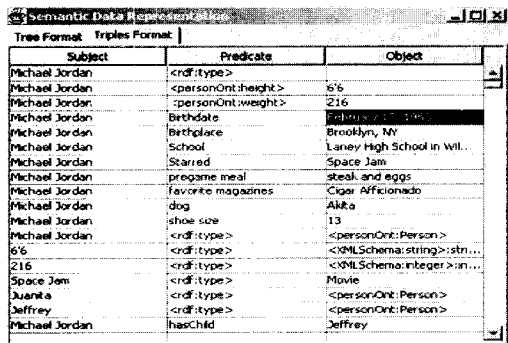 Semantic Data Representation
Tree Format Triples Format
Subject Predicate Object
Michael Jordan <rdf:type>
Michael Jordan <personOnt:height> 6'6
Michael Jordan <personOnt:weight> 216
Michael Jordan Birthdate February 17, 1963
Michael Jordan Birthplace Brooklyn, NY
Michael Jordan School Laney High School in Wil...
Michael Jordan Starred Space Jam
Michael Jordan pregame meal steak and eggs
Michael Jordan favorite magazines Cigar Afficionado
Michael Jordan dog Akita
Michael Jordan shoe size 13
Michael Jordan <rdf:type> <personOnt:Person>
6'6 <rdf:type> <XMLSchema:string>:stri...
216 <rdf:type> <XMLSchema:integer>:in...
Space Jam <rdf:type> Movie
Juanita <rdf:type> <personOnt:Person>
Jeffrey <rdf:type> <personOnt:Person>
Michael Jordan hasChild Jeffrey